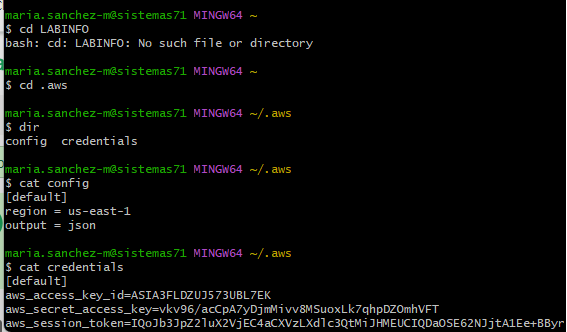 maria.sanchez-m@sistemas71 MINGW64 ~
$ cd LABINFO
bash: cd: LABINFO: No such file or directory
maria.sanchez-m@sistemas71 MINGW64 ~
$ cd .aws
maria.sanchez-m@sistemas71 MINGW64 ~/.aws
$ dir
config credentials
maria.sanchez-m@sistemas71 MINGW64 ~/.aws
$ cat config
[default]
region = us-east-1
output = json
maria.sanchez-m@sistemas71 MINGW64 ~/.aws
$ cat credentials
[default]
aws_access_key_id=ASIA3FLDZUJ573UBL7EK
aws_secret_access_key=vkv96/acCpA7yDjmMivv8MSuoxLk7qhpDZOmhVFT
aws_session_token=IQoJb3JpZ2luX2VjEC4aCXVzLXdlc3QtMiJHMEUCIQDaOSE62NJjtA1Ee+BByr